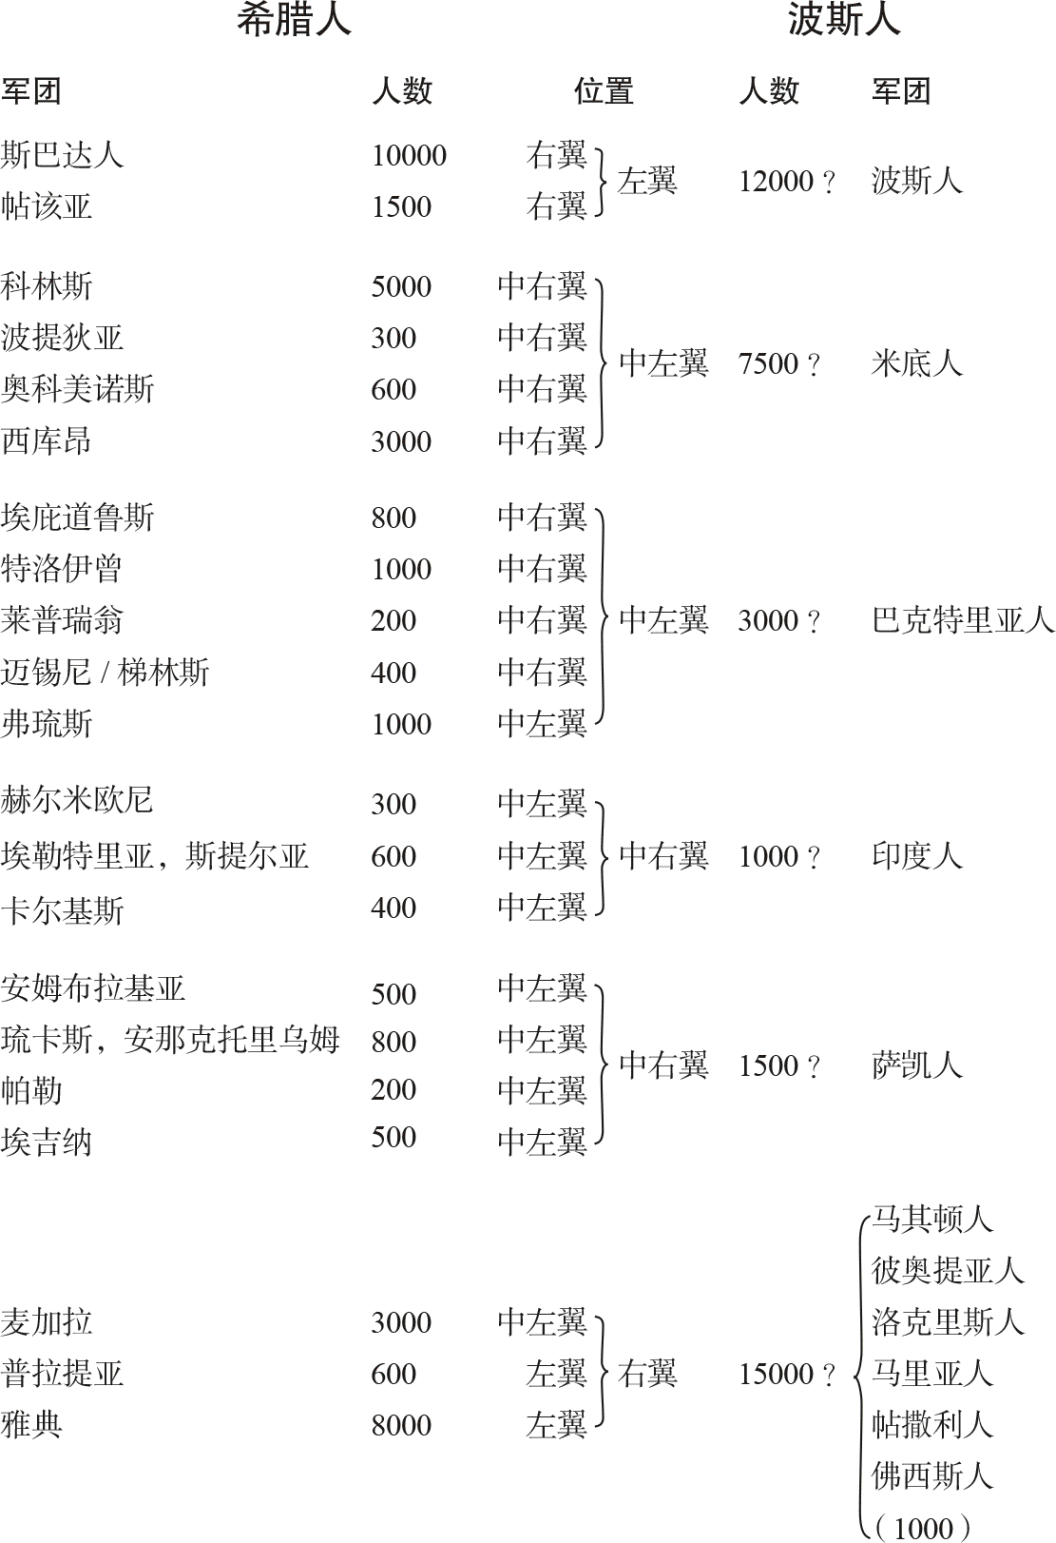 希腊人 波斯人
军团 人数 位置 人数 军团
斯巴达人 10000 右翼
左翼 12000？ 波斯人
帖该亚 1500 右翼
科林斯 5000 中右翼
波提狄亚 300 中右翼
中左翼 7500？ 米底人
奥科美诺斯 600 中右翼
西库昂 3000 中右翼
埃庇道鲁斯 800 中右翼
特洛伊曾 1000 中右翼
莱普瑞翁 200 中右翼 中左翼 3000？ 巴克特里亚人
迈锡尼/梯林斯 400 中右翼
弗琉斯 1000 中左翼
赫尔米欧尼 300 中左翼
埃勒特里亚，斯提尔亚 600 中左翼 中右翼 1000？ 印度人
卡尔基斯 400 中左翼
安姆布拉基亚 500 中左翼
琉卡斯，安那克托里乌姆 800 中左翼
中右翼 1500？ 萨凯人
帕勒 200 中左翼
埃吉纳 500 中左翼
马其顿人
彼奥提亚人
麦加拉 3000 中左翼 洛克里斯人
普拉提亚 600 左翼 右翼 15000？ 马里亚人
雅典 8000 左翼 帖撒利人
佛西斯人
（1000）